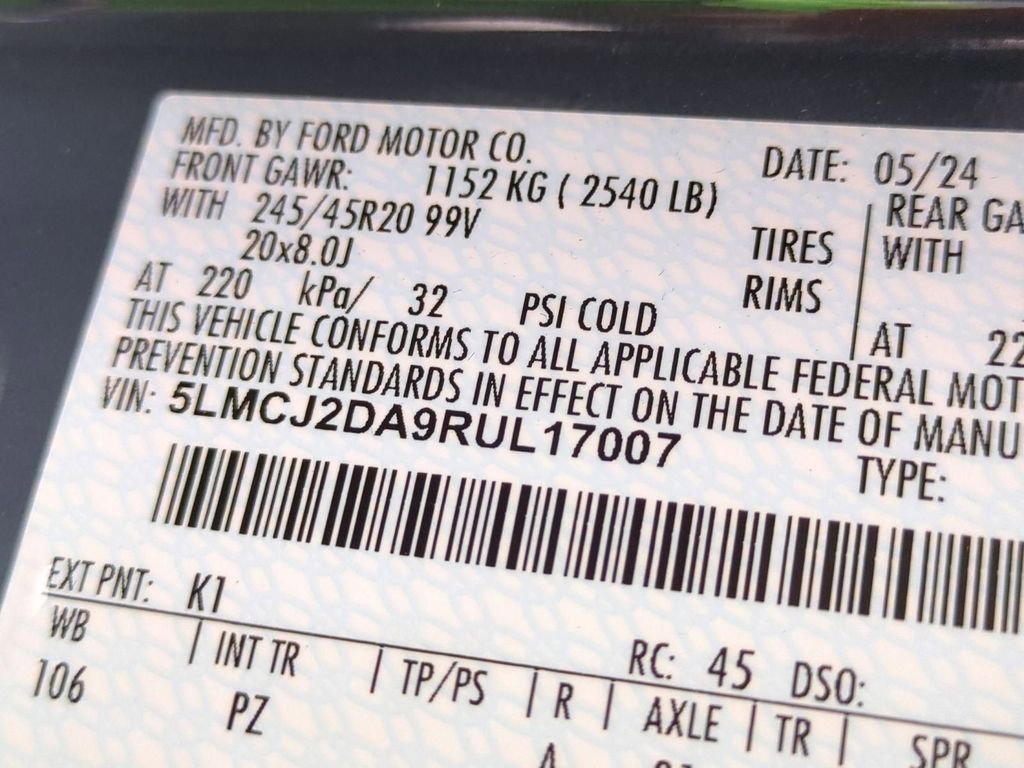 MFD. BY FORD MOTOR CO.
DATE: 05/24
FRONT GAWR: 1152 KG ( 2540 LB)
REAR GA
WITH 245/45R20 99V TIRES
WITH
20x8.0J RIMS
AT 220 kPa/ 32 PSI COLD
AT 22
THIS VEHICLE CONFORMS TO ALL APPLICABLE FEDERAL MOT
PREVENTION STANDARDS IN EFFECT ON THE DATE OF MANU
VIN: 5LMCJ2DA9RUL17007
TYPE:
EXT PNT: K1
RC: 45 DSO:
WB | INT TR | TP/PS | R | AXLE | TR | SPR
106 PZ A